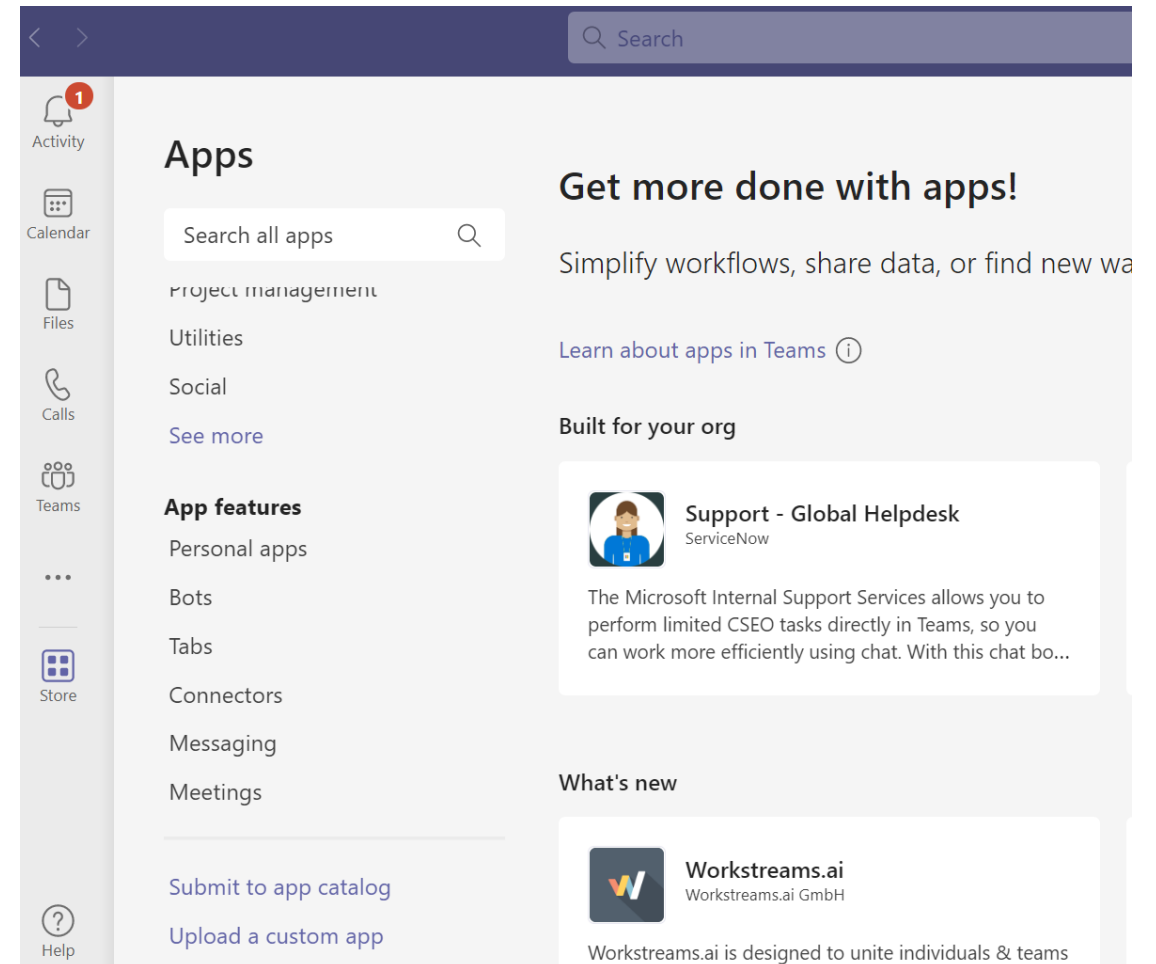 Search
1
Activity
Calendar
Files
Calls
Teams
Store
Help
Apps
Search all apps
Project management
Utilities
Social
See more
App features
Personal apps
Bots
Tabs
Connectors
Messaging
Meetings
Submit to app catalog
Upload a custom app
Get more done with apps!
Simplify workflows, share data, or find new wa
Learn about apps in Teams
Built for your org
Support - Global Helpdesk
ServiceNow
The Microsoft Internal Support Services allows you to
perform limited CSEO tasks directly in Teams, so you
can work more efficiently using chat. With this chat bo...
What's new
Workstreams.ai
Workstreams.ai GmbH
Workstreams.ai is designed to unite individuals & teams